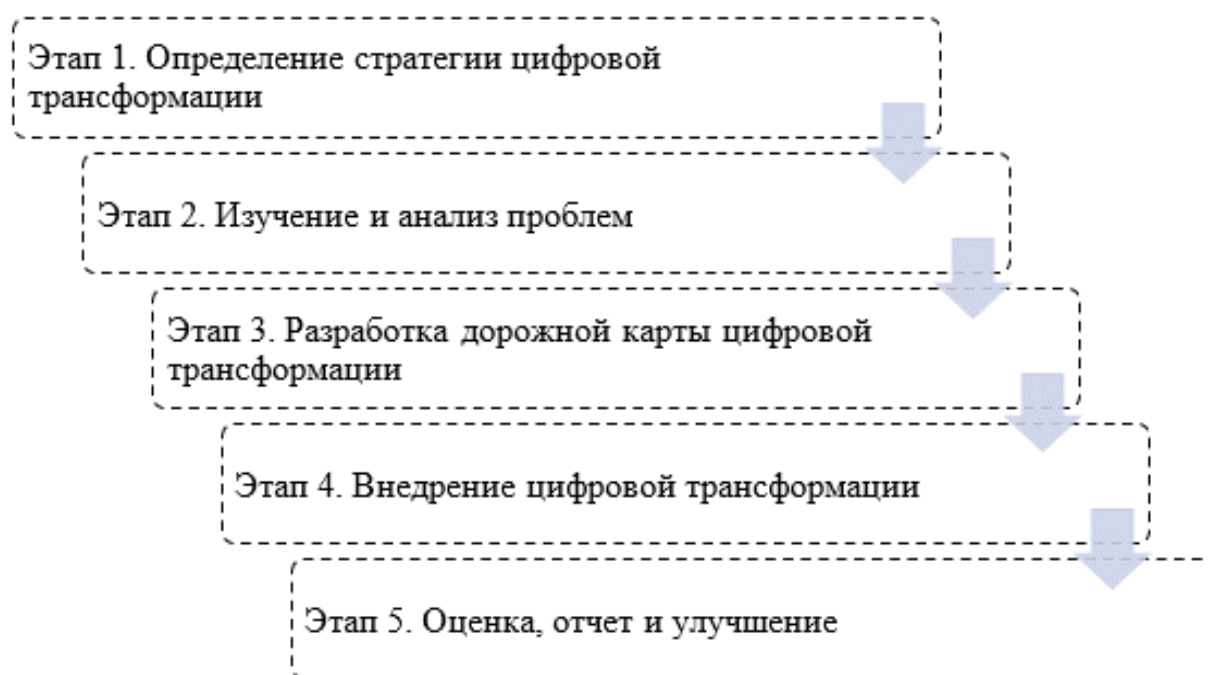 Этап 1. Определение стратегии цифровой
трансформации
Этап 2. Изучение и анализ проблем
Этап 3. Разработка дорожной карты цифровой
трансформации
Этап 4. Внедрение цифровой трансформации
Этап 5. Оценка, отчет и улучшение